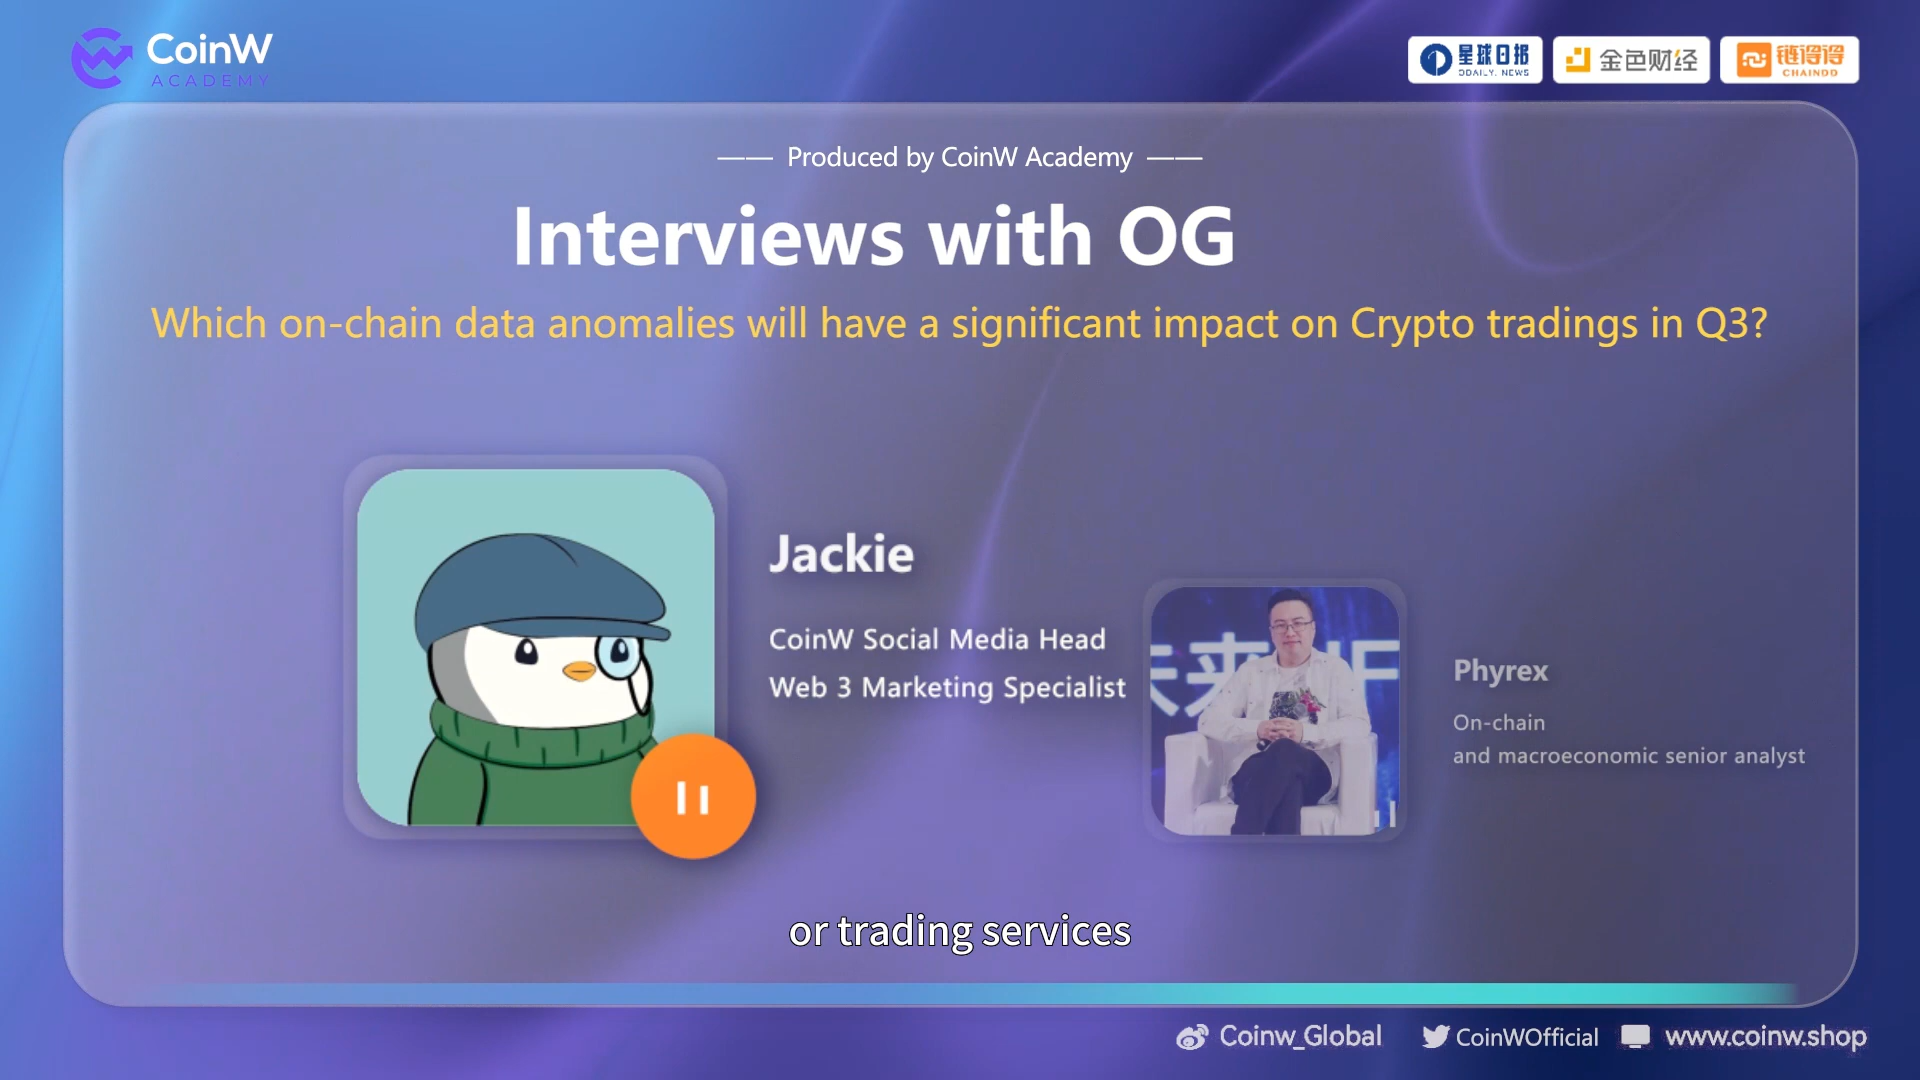 CoinW
ACADEMY
星球日报
ODAILY. NEWS
金色财经
链得得
CHAINDD
Produced by CoinW Academy
Interviews with OG
Which on-chain data anomalies will have a significant impact on Crypto tradings in Q3?
Jackie
CoinW Social Media Head
Web 3 Marketing Specialist
未来
Phyrex
On-chain
and macroeconomic senior analyst
or trading services
Coinw_Global
CoinWOfficial
www.coinw.shop